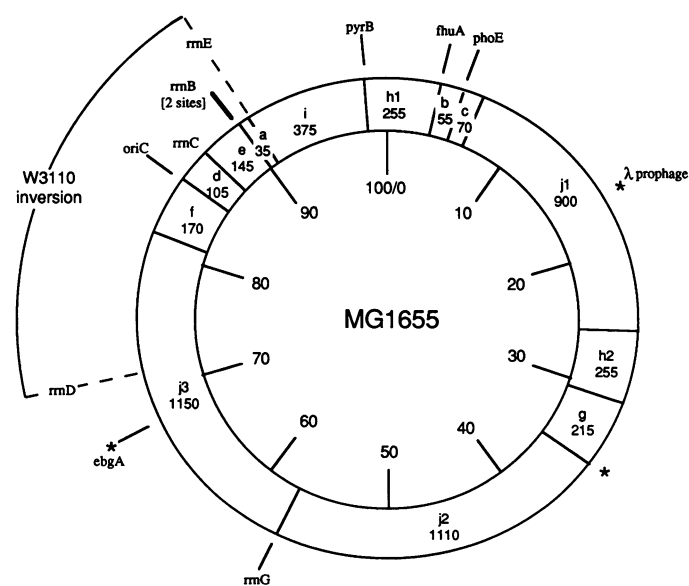 pyrB
fhuA
phoE
rrnE
rrnB
[2 sites]
rrnC
oriC
W3110
inversion
rrnD
*
ebgA
rrnG
* λ prophage
*
h1
255
b
55
c
70
j1
900
h2
255
g
215
j2
1110
j3
1150
f
170
d
105
e
145
a
35
i
375
100/0
10
20
30
40
50
60
70
80
90
MG1655